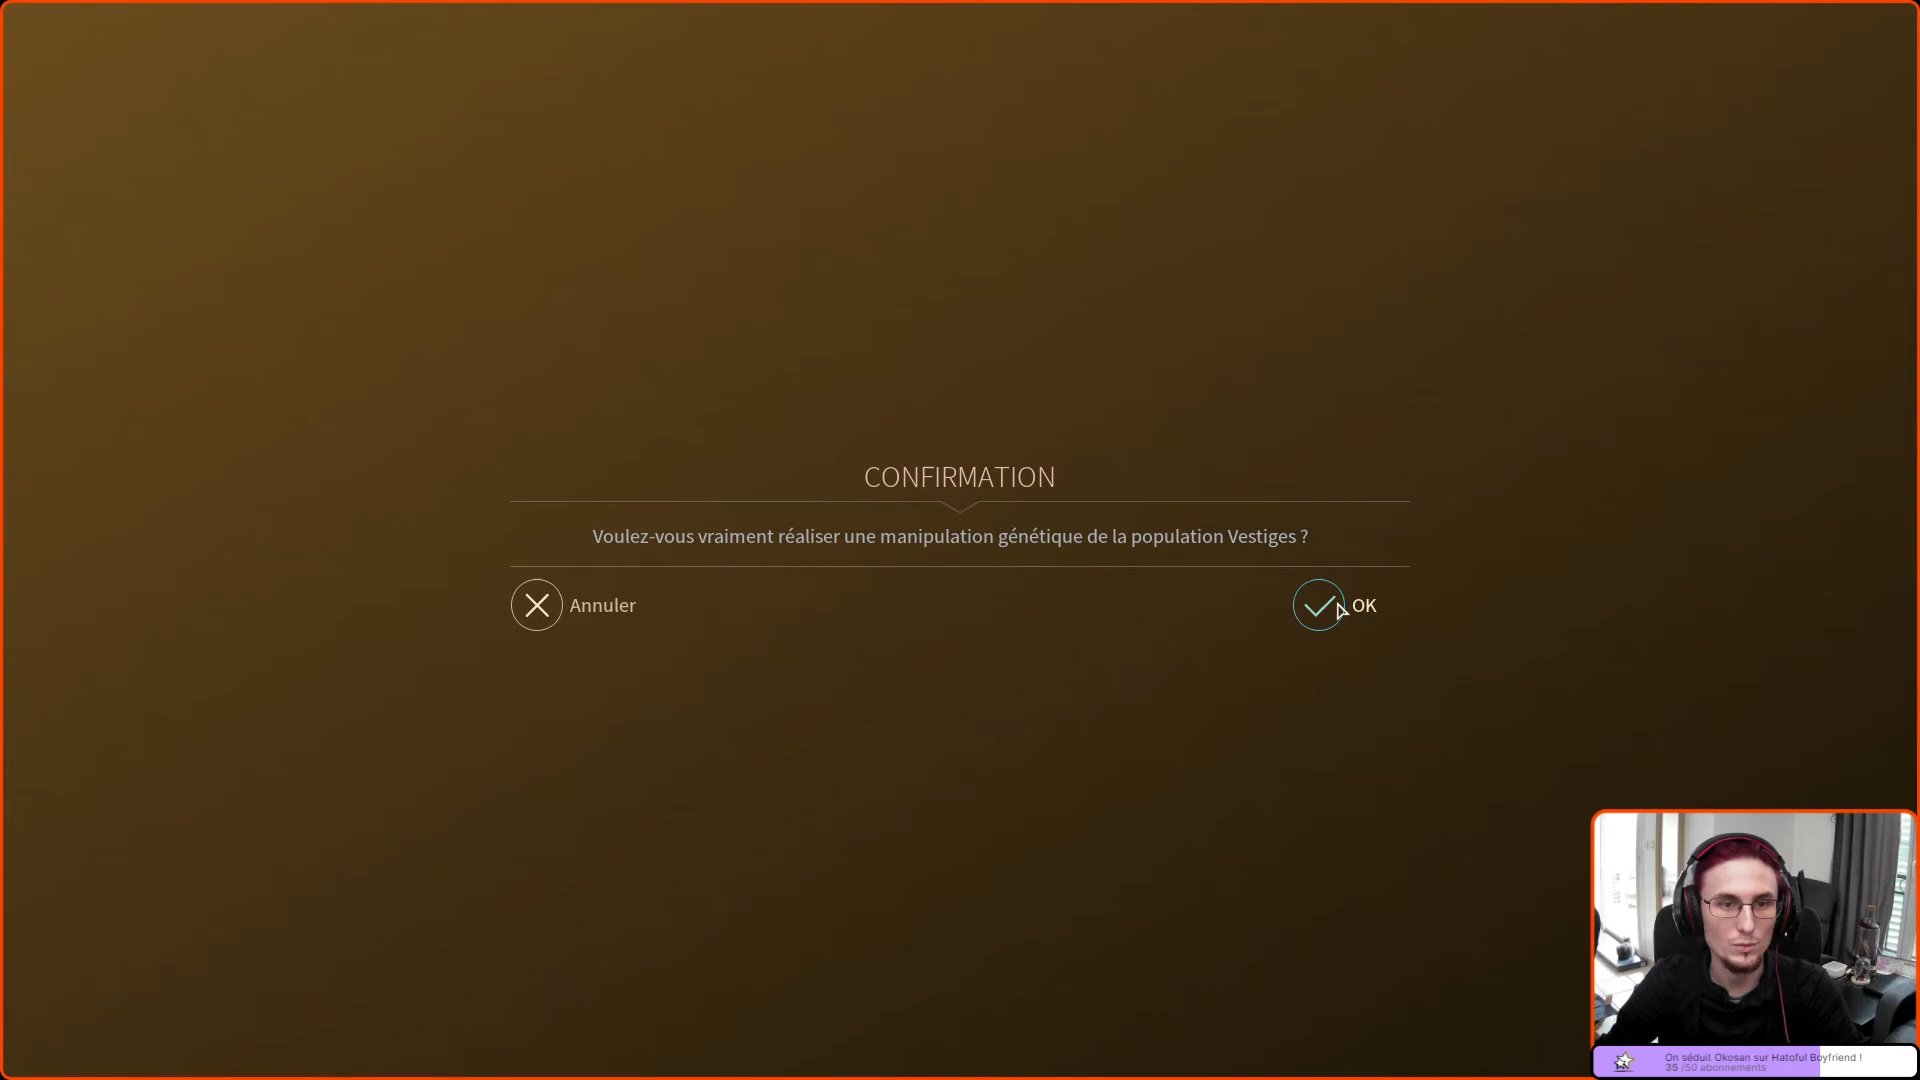 CONFIRMATION
Voulez-vous vraiment réaliser une manipulation génétique de la population Vestiges ?
Annuler
OK
On séduit Okosan sur Hatoful Boyfriend !
35 /50 abonnements